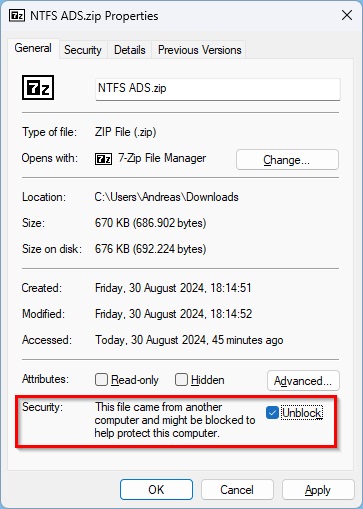 NTFS ADS.zip Properties
General Security Details Previous Versions
7z NTFS ADS.zip
Type of file: ZIP File (.zip)
Opens with: 7z 7-Zip File Manager Change...
Location: C:\Users\Andreas\Downloads
Size: 670 KB (686.902 bytes)
Size on disk: 676 KB (692.224 bytes)
Created: Friday, 30 August 2024, 18:14:51
Modified: Friday, 30 August 2024, 18:14:52
Accessed: Today, 30 August 2024, 45 minutes ago
Attributes: Read-only Hidden Advanced...
Security: This file came from another
computer and might be blocked to
help protect this computer.
Unblock
OK Cancel Apply